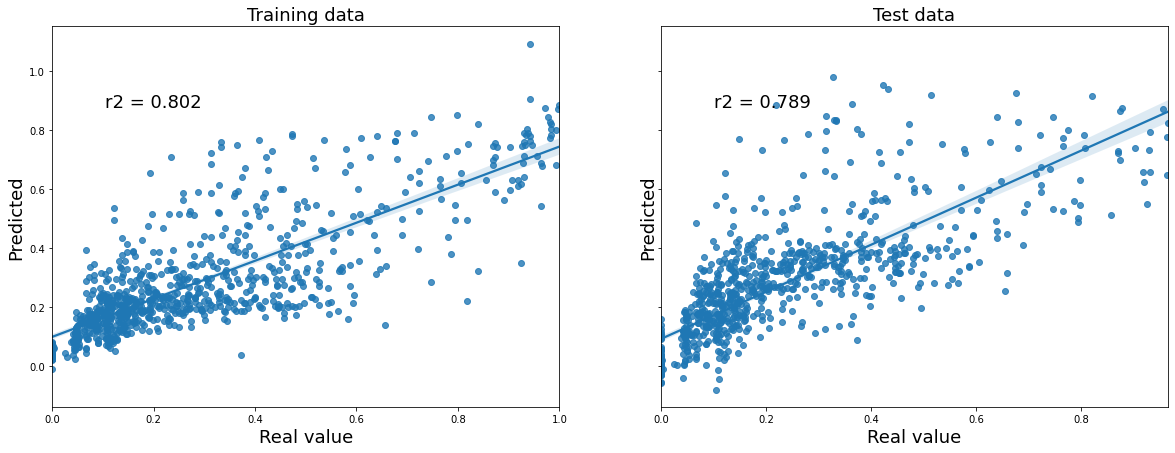 Training data
r2 = 0.802
Predicted
1.0
0.8
0.6
0.4
0.2
0.0
0.0 0.2 0.4 0.6 0.8 1.0
Real value
Test data
r2 = 0.789
Predicted
0.0 0.2 0.4 0.6 0.8
Real value